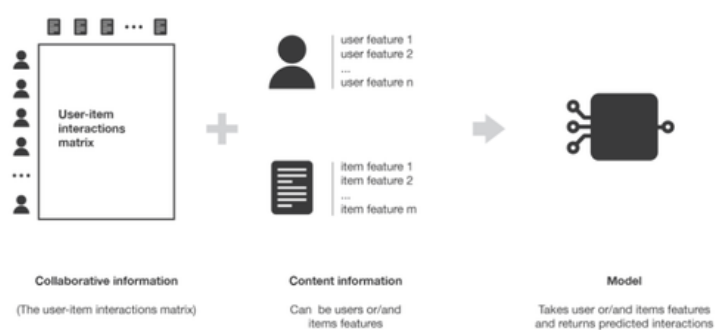 User-item
interactions
matrix
...
user feature 1
user feature 2
...
user feature n
item feature 1
item feature 2
...
item feature m
Collaborative information
(The user-item interactions matrix)
Content information
Can be users or/and
items features
Model
Takes user or/and items features
and returns predicted interactions